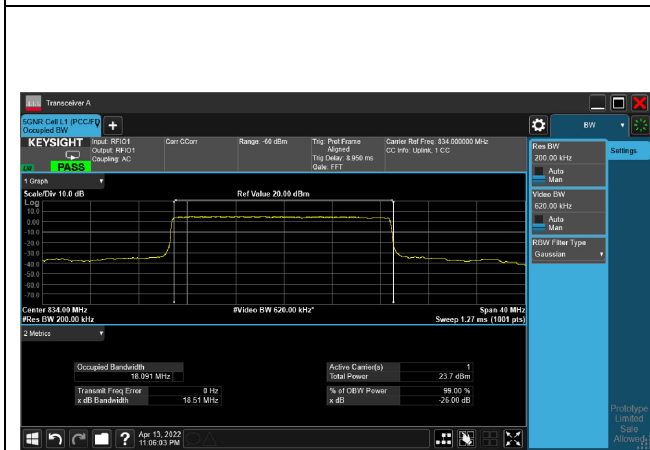 Transceiver A
5GNR Cell L1 (PCC/F
Occupied BW
BW
KEYSIGHT
Input: RFIO1
Output: RFIO1
Coupling: AC
Corr CCorr
Range: -60 dBm
Trig: Pret Frame
Aligned
Trig Delay: 8.950 ms
Gate: FFT
Carrier Ref Freq: 834.000000 MHz
CC Info: Uplink, 1 CC
PASS
Res BW
200.00 kHz
Auto
Man
Video BW
620.00 kHz
Auto
Man
RBW Filter Type
Gaussian
Settings
1 Graph
Scale/Div 10.0 dB
Ref Value 20.00 dBm
Log
10.0
0.00
-10.0
-20.0
-30.0
-40.0
-50.0
-60.0
-70.0
Center 834.00 MHz
#Video BW 620.00 kHz*
Span 40 MHz
#Res BW 200.00 kHz
Sweep 1.27 ms (1001 pts)
2 Metrics
Occupied Bandwidth
18.091 MHz
Active Carrier(s) 1
Total Power 23.7 dBm
Transmit Freq Error 0 Hz
x dB Bandwidth 18.51 MHz
% of OBW Power 99.00 %
x dB -26.00 dB
Prototype
Limited
Sale
Allowed
Apr 13, 2022
11:06:03 PM